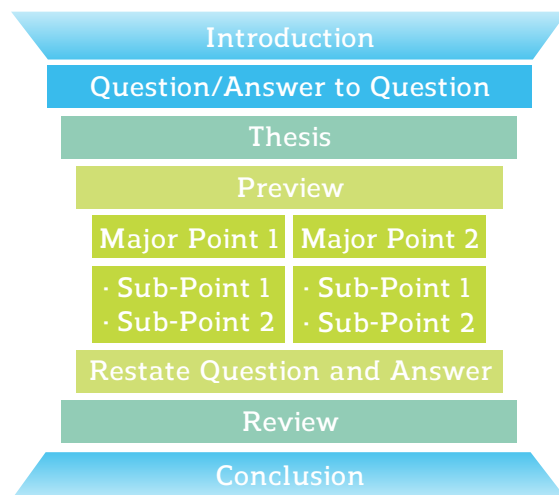 Introduction
Question/Answer to Question
Thesis
Preview
Major Point 1
Major Point 2
· Sub-Point 1
· Sub-Point 2
· Sub-Point 1
· Sub-Point 2
Restate Question and Answer
Review
Conclusion